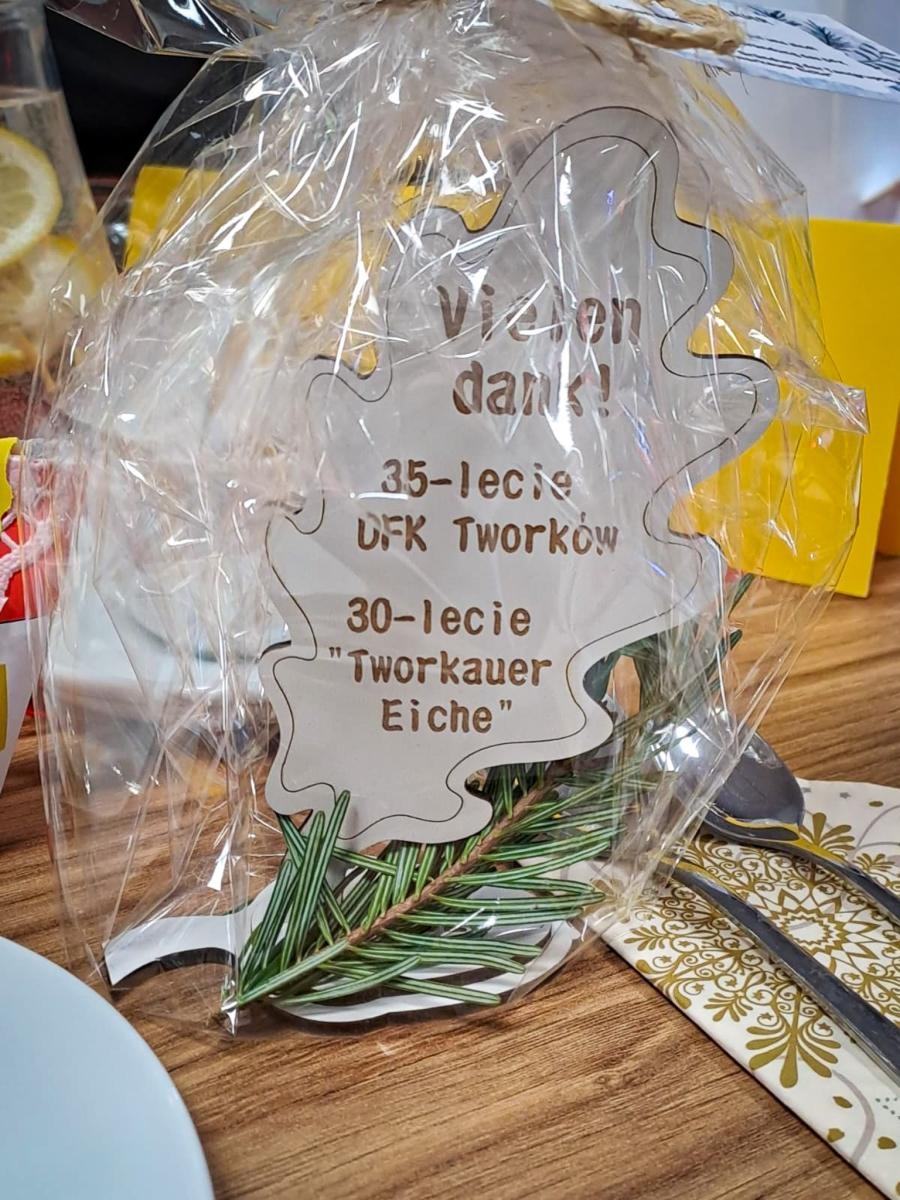 Vielen
dank!
35-lecie
DFK Tworków
30-lecie
"Tworkauer
Eiche"